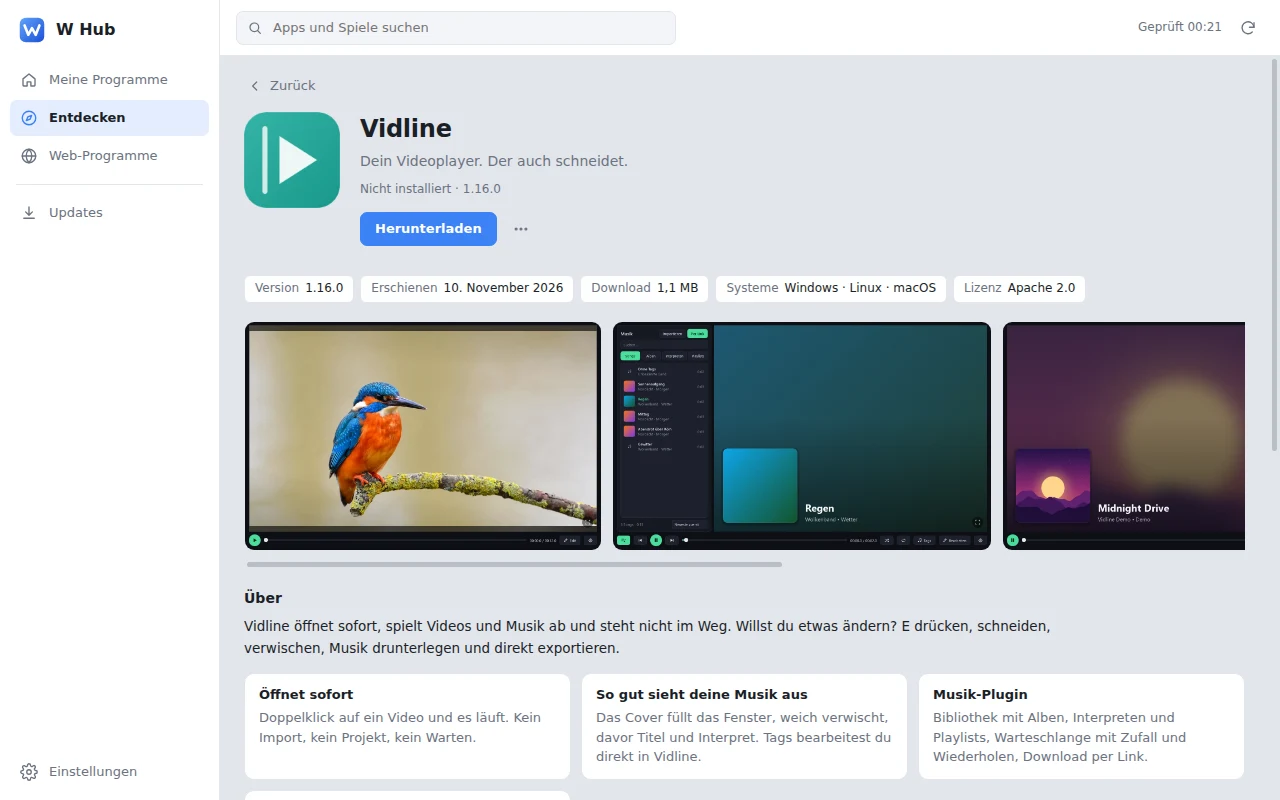 W Hub
Apps und Spiele suchen
Geprüft 00:21
Meine Programme
Entdecken
Web-Programme
Updates
Einstellungen
Zurück
Vidline
Dein Videoplayer. Der auch schneidet.
Nicht installiert · 1.16.0
Herunterladen
Version 1.16.0
Erschienen 10. November 2026
Download 1,1 MB
Systeme Windows · Linux · macOS
Lizenz Apache 2.0
Musik
Regen
Wolkenband • Wetter
Midnight Drive
Vidline Demo • Demo
Über
Vidline öffnet sofort, spielt Videos und Musik ab und steht nicht im Weg. Willst du etwas ändern? E drücken, schneiden,
verwischen, Musik drunterlegen und direkt exportieren.
Öffnet sofort
Doppelklick auf ein Video und es läuft. Kein
Import, kein Projekt, kein Warten.
So gut sieht deine Musik aus
Das Cover füllt das Fenster, weich verwischt,
davor Titel und Interpret. Tags bearbeitest du
direkt in Vidline.
Musik-Plugin
Bibliothek mit Alben, Interpreten und
Playlists, Warteschlange mit Zufall und
Wiederholen, Download per Link.